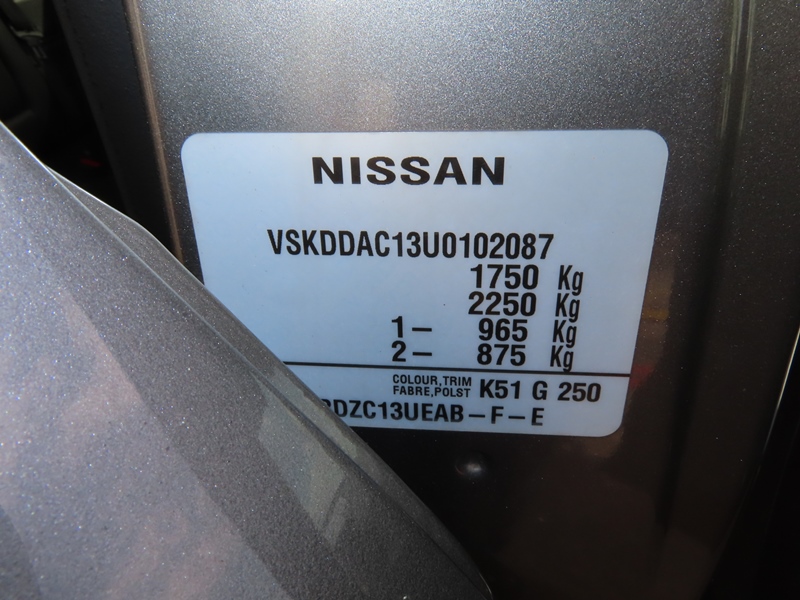 NISSAN
VSKDDAC13U0102087
1750 Kg
2250 Kg
1– 965 Kg
2– 875 Kg
COLOUR,TRIM K51 G 250
FABRE,POLST
DZC13UEAB–F–E